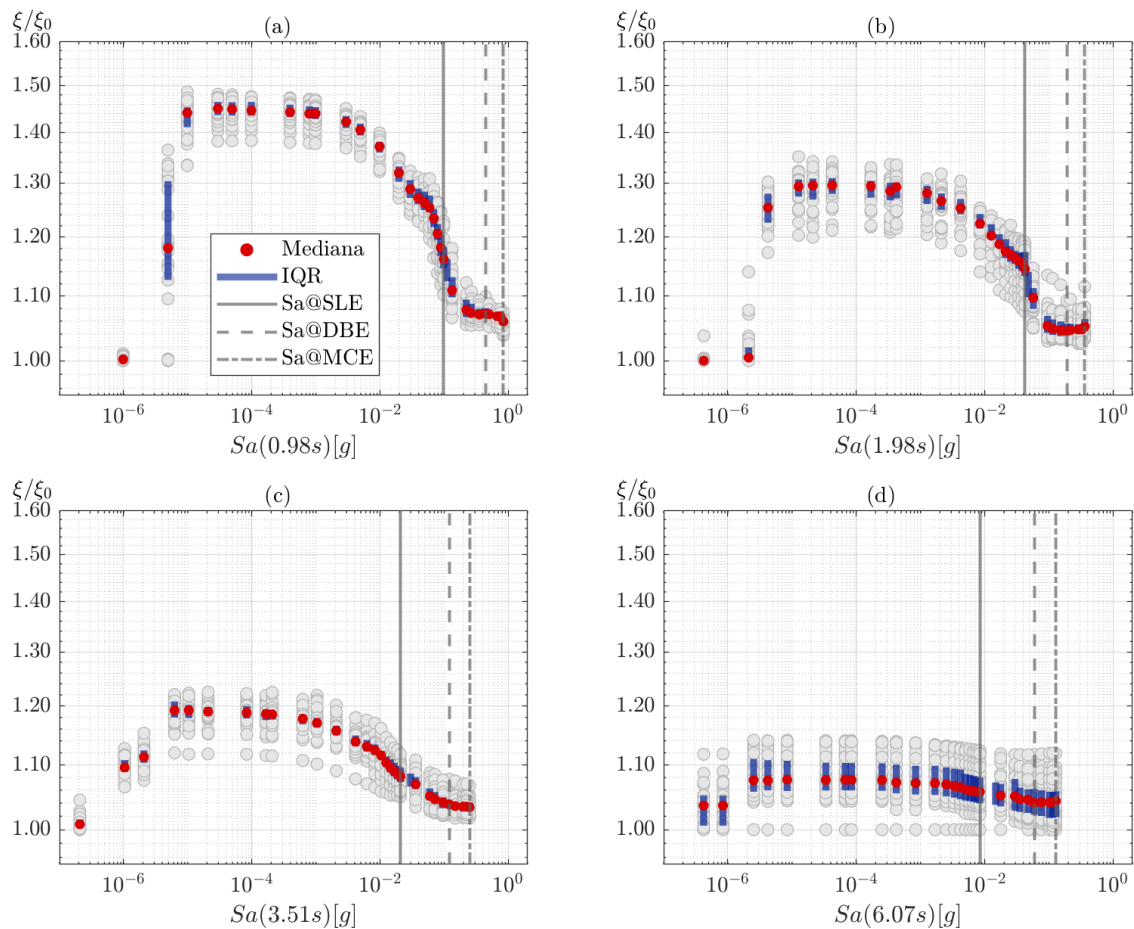 (a)
ξ/ξ₀
1.60
1.50
1.40
1.30
1.20
1.10
1.00
Mediana
IQR
Sa@SLE
Sa@DBE
Sa@MCE
10⁻⁶
10⁻⁴
10⁻²
10⁰
Sa(0.98s)[g]
(b)
ξ/ξ₀
1.60
1.50
1.40
1.30
1.20
1.10
1.00
10⁻⁶
10⁻⁴
10⁻²
10⁰
Sa(1.98s)[g]
(c)
ξ/ξ₀
1.60
1.50
1.40
1.30
1.20
1.10
1.00
10⁻⁶
10⁻⁴
10⁻²
10⁰
Sa(3.51s)[g]
(d)
ξ/ξ₀
1.60
1.50
1.40
1.30
1.20
1.10
1.00
10⁻⁶
10⁻⁴
10⁻²
10⁰
Sa(6.07s)[g]